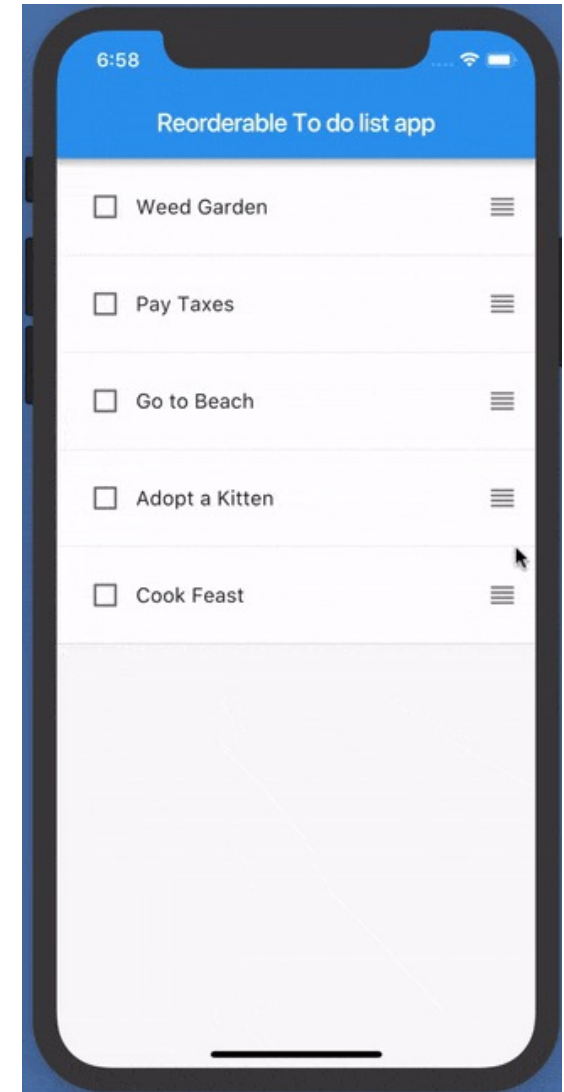 6:58
Reorderable To do list app
Weed Garden
Pay Taxes
Go to Beach
Adopt a Kitten
Cook Feast